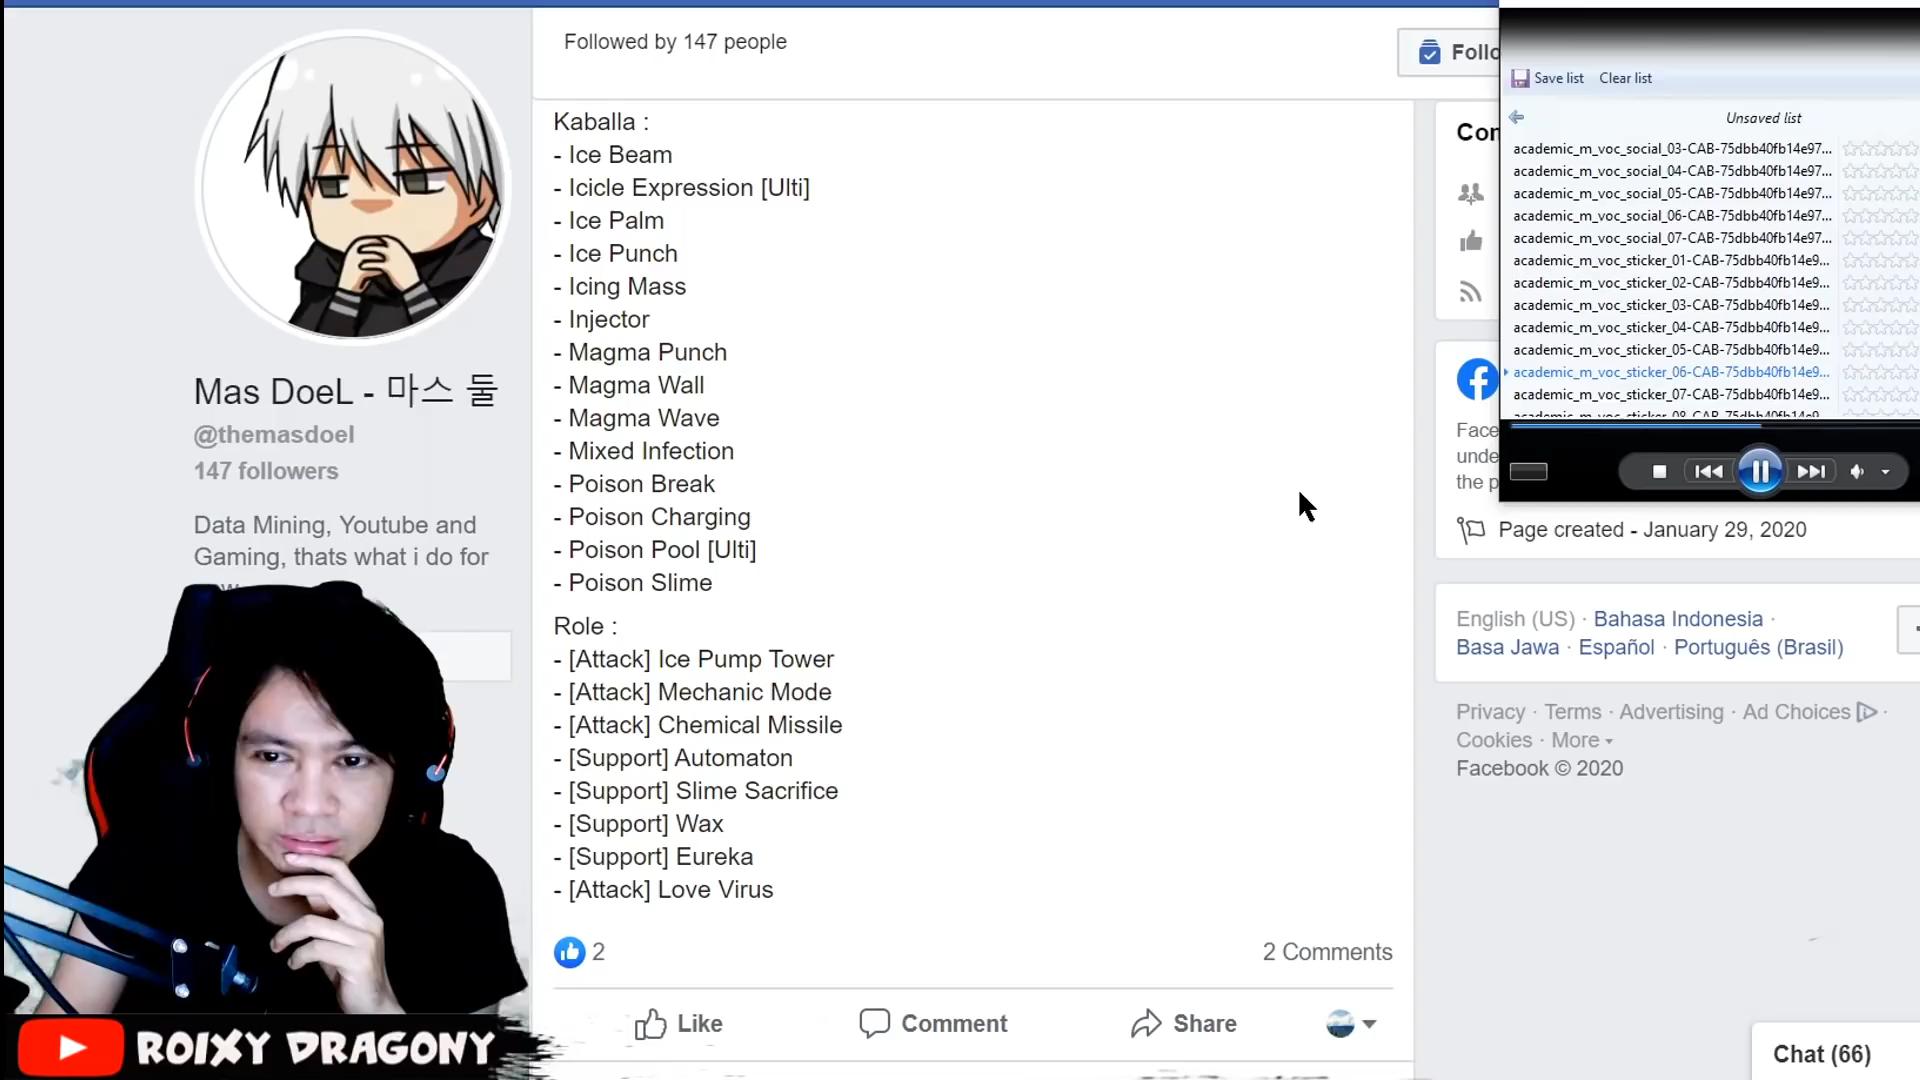 Followed by 147 people
Follo
Kaballa :
- Ice Beam
- Icicle Expression [Ulti]
- Ice Palm
- Ice Punch
- Icing Mass
- Injector
- Magma Punch
- Magma Wall
- Magma Wave
- Mixed Infection
- Poison Break
- Poison Charging
- Poison Pool [Ulti]
- Poison Slime
Role :
- [Attack] Ice Pump Tower
- [Attack] Mechanic Mode
- [Attack] Chemical Missile
- [Support] Automaton
- [Support] Slime Sacrifice
- [Support] Wax
- [Support] Eureka
- [Attack] Love Virus
2
2 Comments
Like
Comment
Share
Mas DoeL - 마스 둘
@themasdoel
147 followers
Data Mining, Youtube and
Gaming, thats what i do for
ROIXY DRAGONY
Save list Clear list
Unsaved list
academic_m_voc_social_03-CAB-75dbb40fb14e97...
academic_m_voc_social_04-CAB-75dbb40fb14e97...
academic_m_voc_social_05-CAB-75dbb40fb14e97...
academic_m_voc_social_06-CAB-75dbb40fb14e97...
academic_m_voc_social_07-CAB-75dbb40fb14e97...
academic_m_voc_sticker_01-CAB-75dbb40fb14e9...
academic_m_voc_sticker_02-CAB-75dbb40fb14e9...
academic_m_voc_sticker_03-CAB-75dbb40fb14e9...
academic_m_voc_sticker_04-CAB-75dbb40fb14e9...
academic_m_voc_sticker_05-CAB-75dbb40fb14e9...
academic_m_voc_sticker_06-CAB-75dbb40fb14e9...
academic_m_voc_sticker_07-CAB-75dbb40fb14e9...
academic_m_voc_sticker_08-CAB-75dbb40fb14e9...
Con
Face
unde
the p
Page created - January 29, 2020
English (US) · Bahasa Indonesia ·
Basa Jawa · Español · Português (Brasil)
Privacy · Terms · Advertising · Ad Choices ·
Cookies · More
Facebook © 2020
Chat (66)